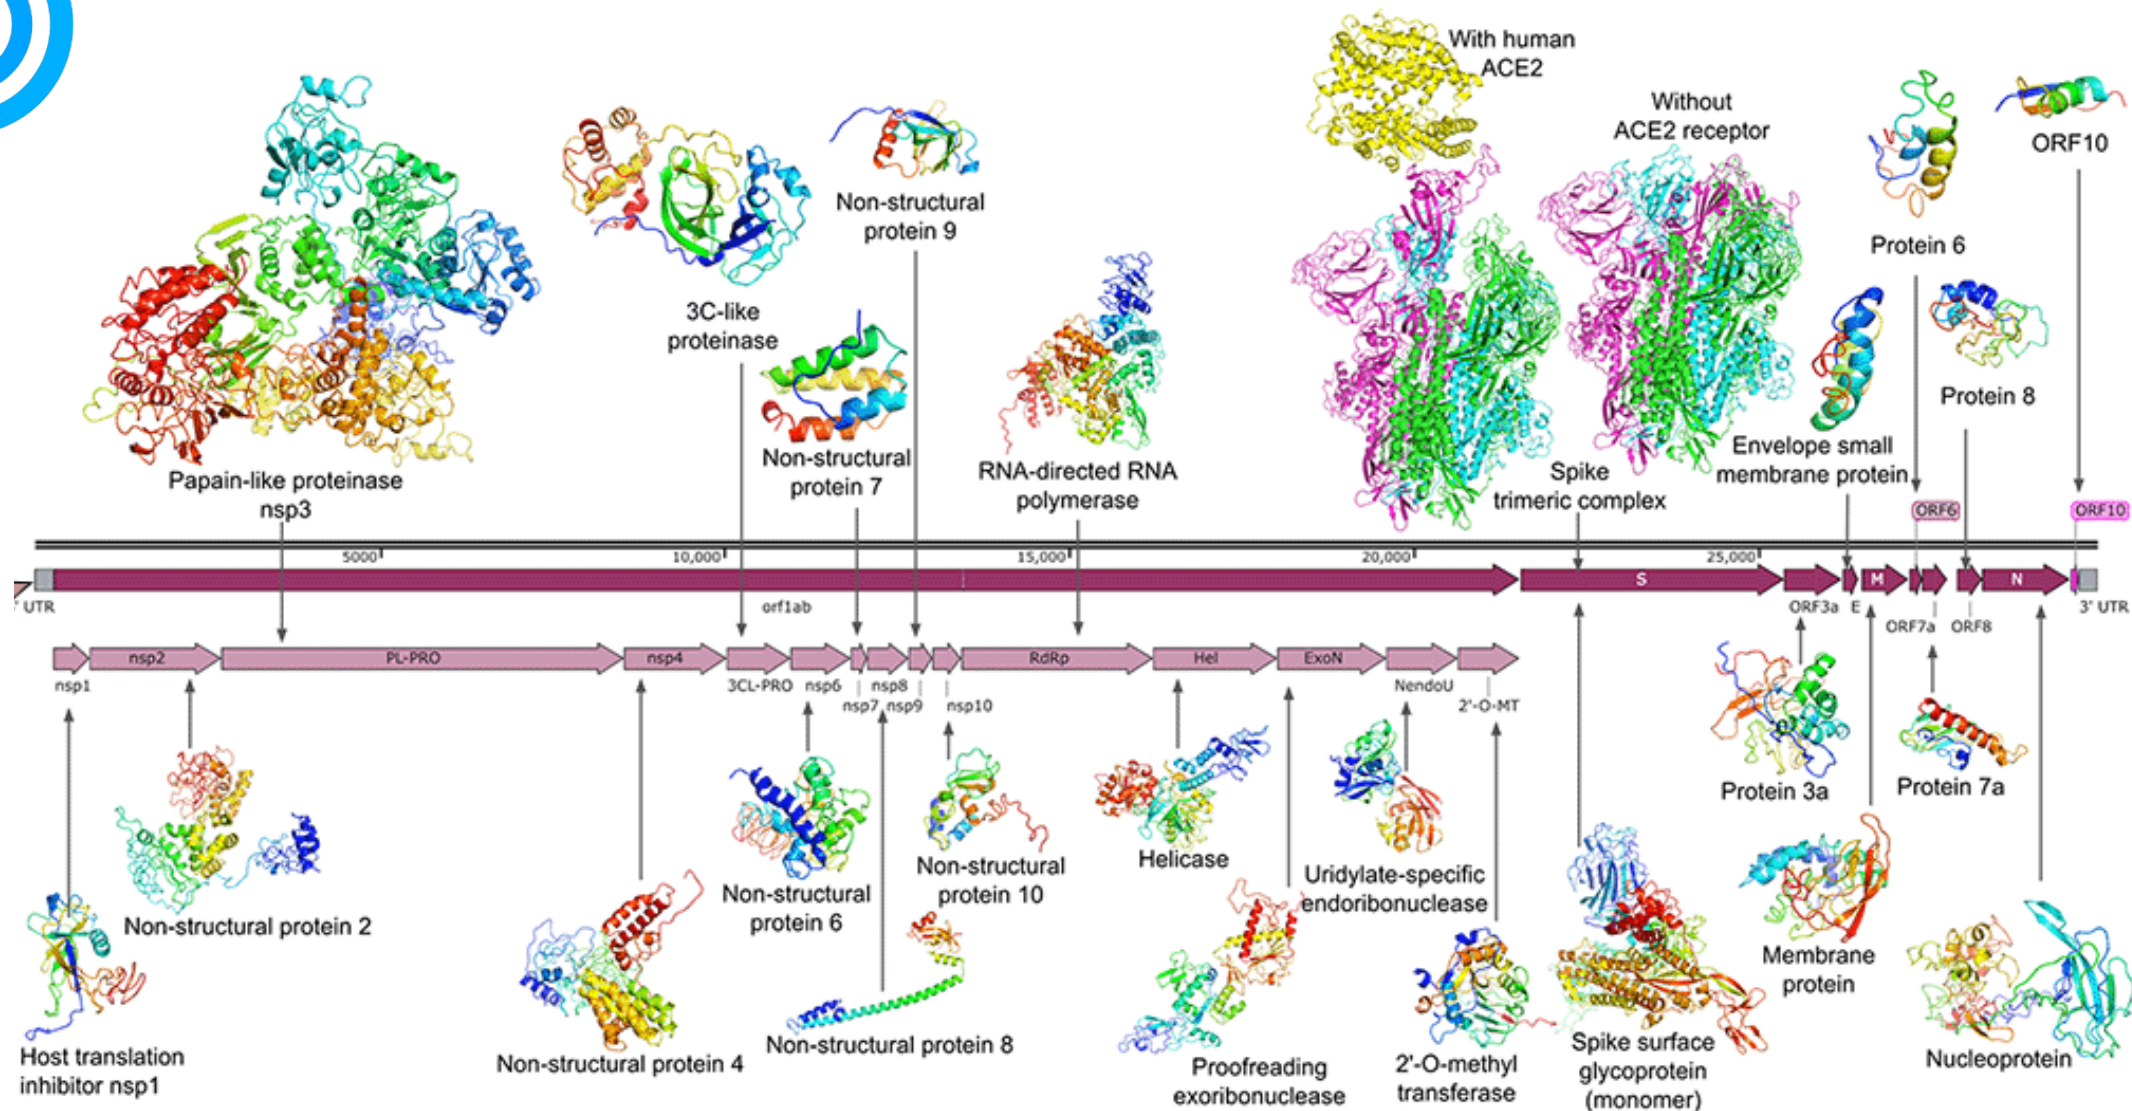 With human
ACE2
Without
ACE2 receptor
ORF10
Non-structural
protein 9
Protein 6
3C-like
proteinase
Protein 8
Non-structural
protein 7
RNA-directed RNA
polymerase
Envelope small
membrane protein
Papain-like proteinase
nsp3
Spike
trimeric complex
ORF6
ORF10
5000
10,000
15,000
20,000
25,000
S
M
N
' UTR
orf1ab
ORF3a
E
ORF7a
ORF8
3' UTR
nsp2
PL-PRO
nsp4
RdRp
Hel
ExoN
nsp1
3CL-PRO
nsp6
nsp7
nsp8
nsp9
nsp10
NendoU
2'-O-MT
Protein 3a
Protein 7a
Helicase
Non-structural
protein 10
Uridylate-specific
endoribonuclease
Non-structural
protein 6
Non-structural protein 2
Membrane
protein
Non-structural protein 8
Non-structural protein 4
Host translation
inhibitor nsp1
Proofreading
exoribonuclease
2'-O-methyl
transferase
Spike surface
glycoprotein
(monomer)
Nucleoprotein